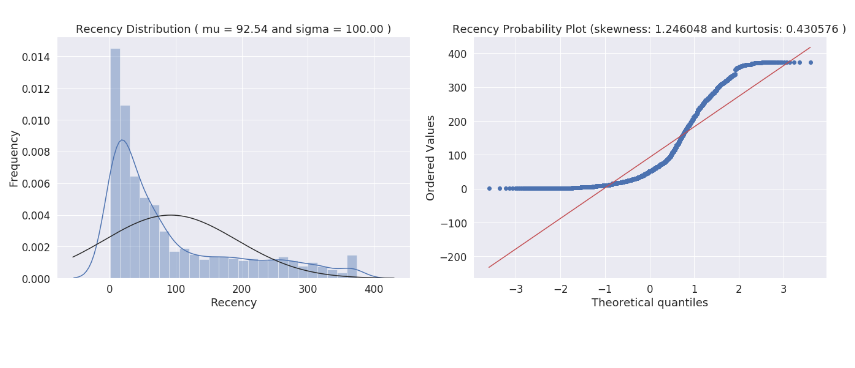 Recency Distribution ( mu = 92.54 and sigma = 100.00 )
0.014
0.012
0.010
0.008
0.006
0.004
0.002
0.000
Frequency
0 100 200 300 400
Recency
Recency Probability Plot (skewness: 1.246048 and kurtosis: 0.430576 )
400
300
200
100
0
−100
−200
Ordered Values
−3 −2 −1 0 1 2 3
Theoretical quantiles